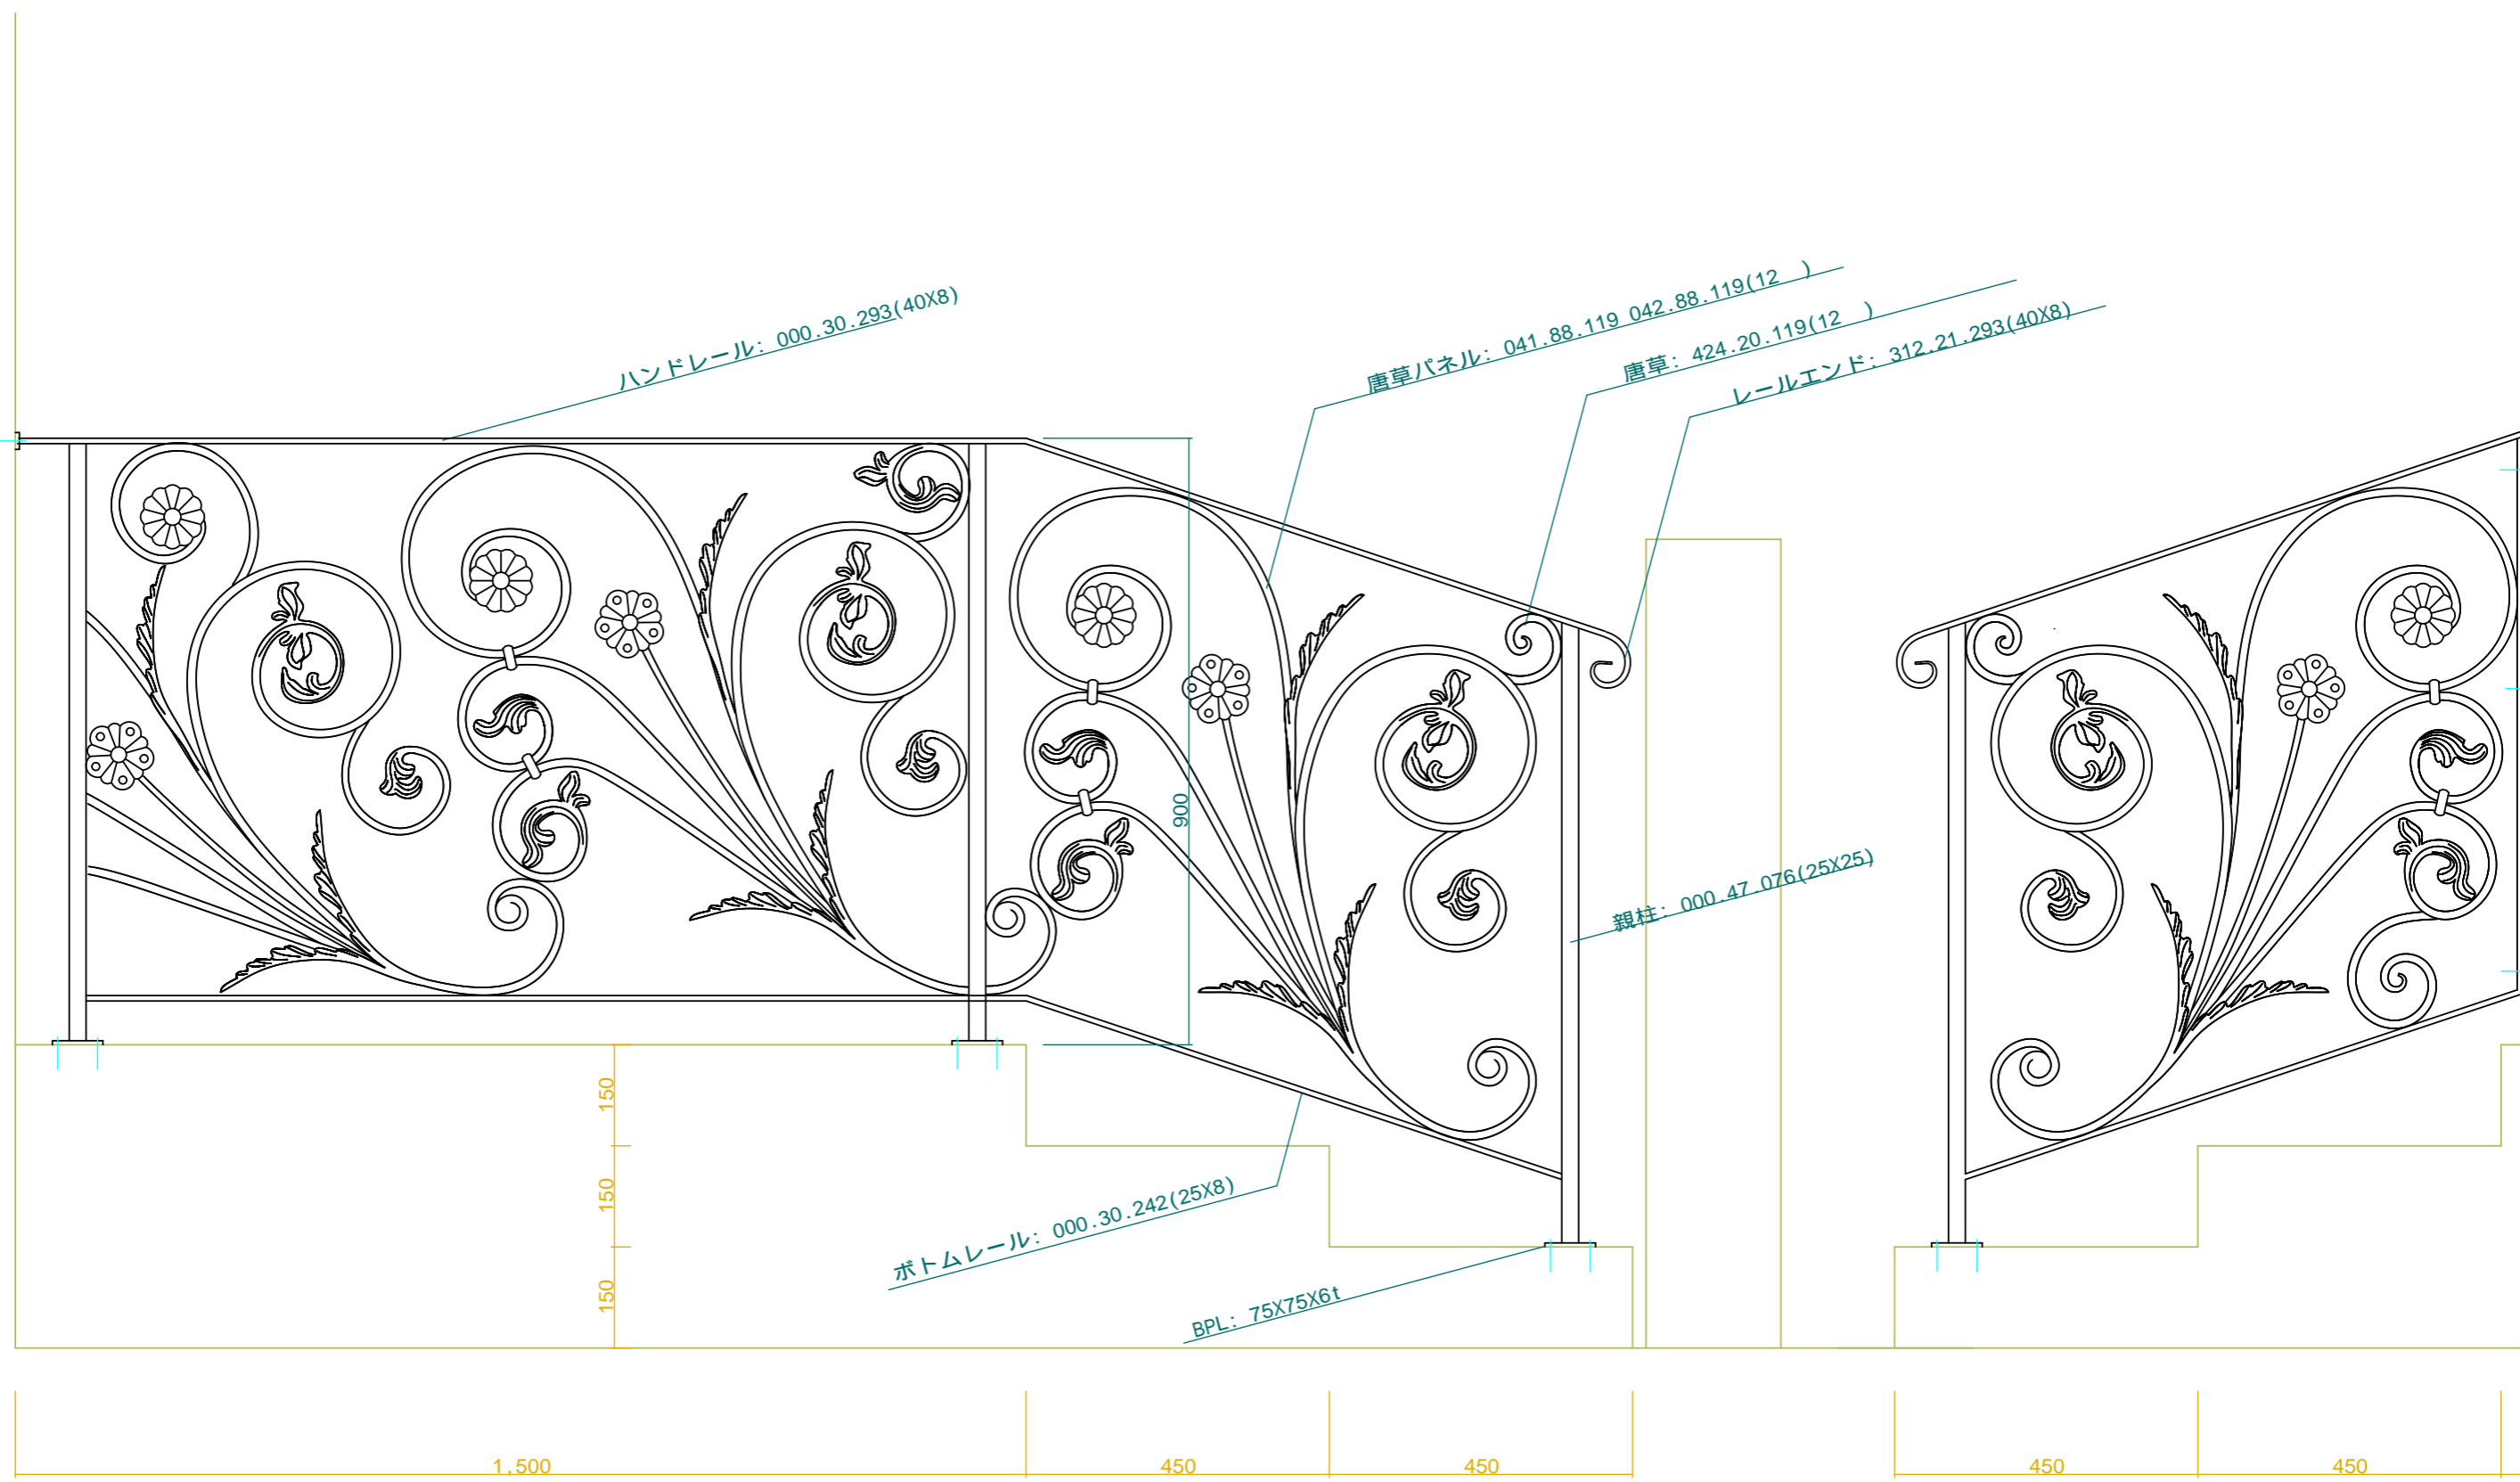 ハンドレール: 000.30.293(40X8)
唐草パネル: 041.88.119 042.88.119(12  )
唐草: 424.20.119(12  )
レールエンド: 312.21.293(40X8)
900
親柱: 000.47.076(25X25)
150
150
150
ボトムレール: 000.30.242(25X8)
BPL: 75X75X6t
1,500
450
450
450
450